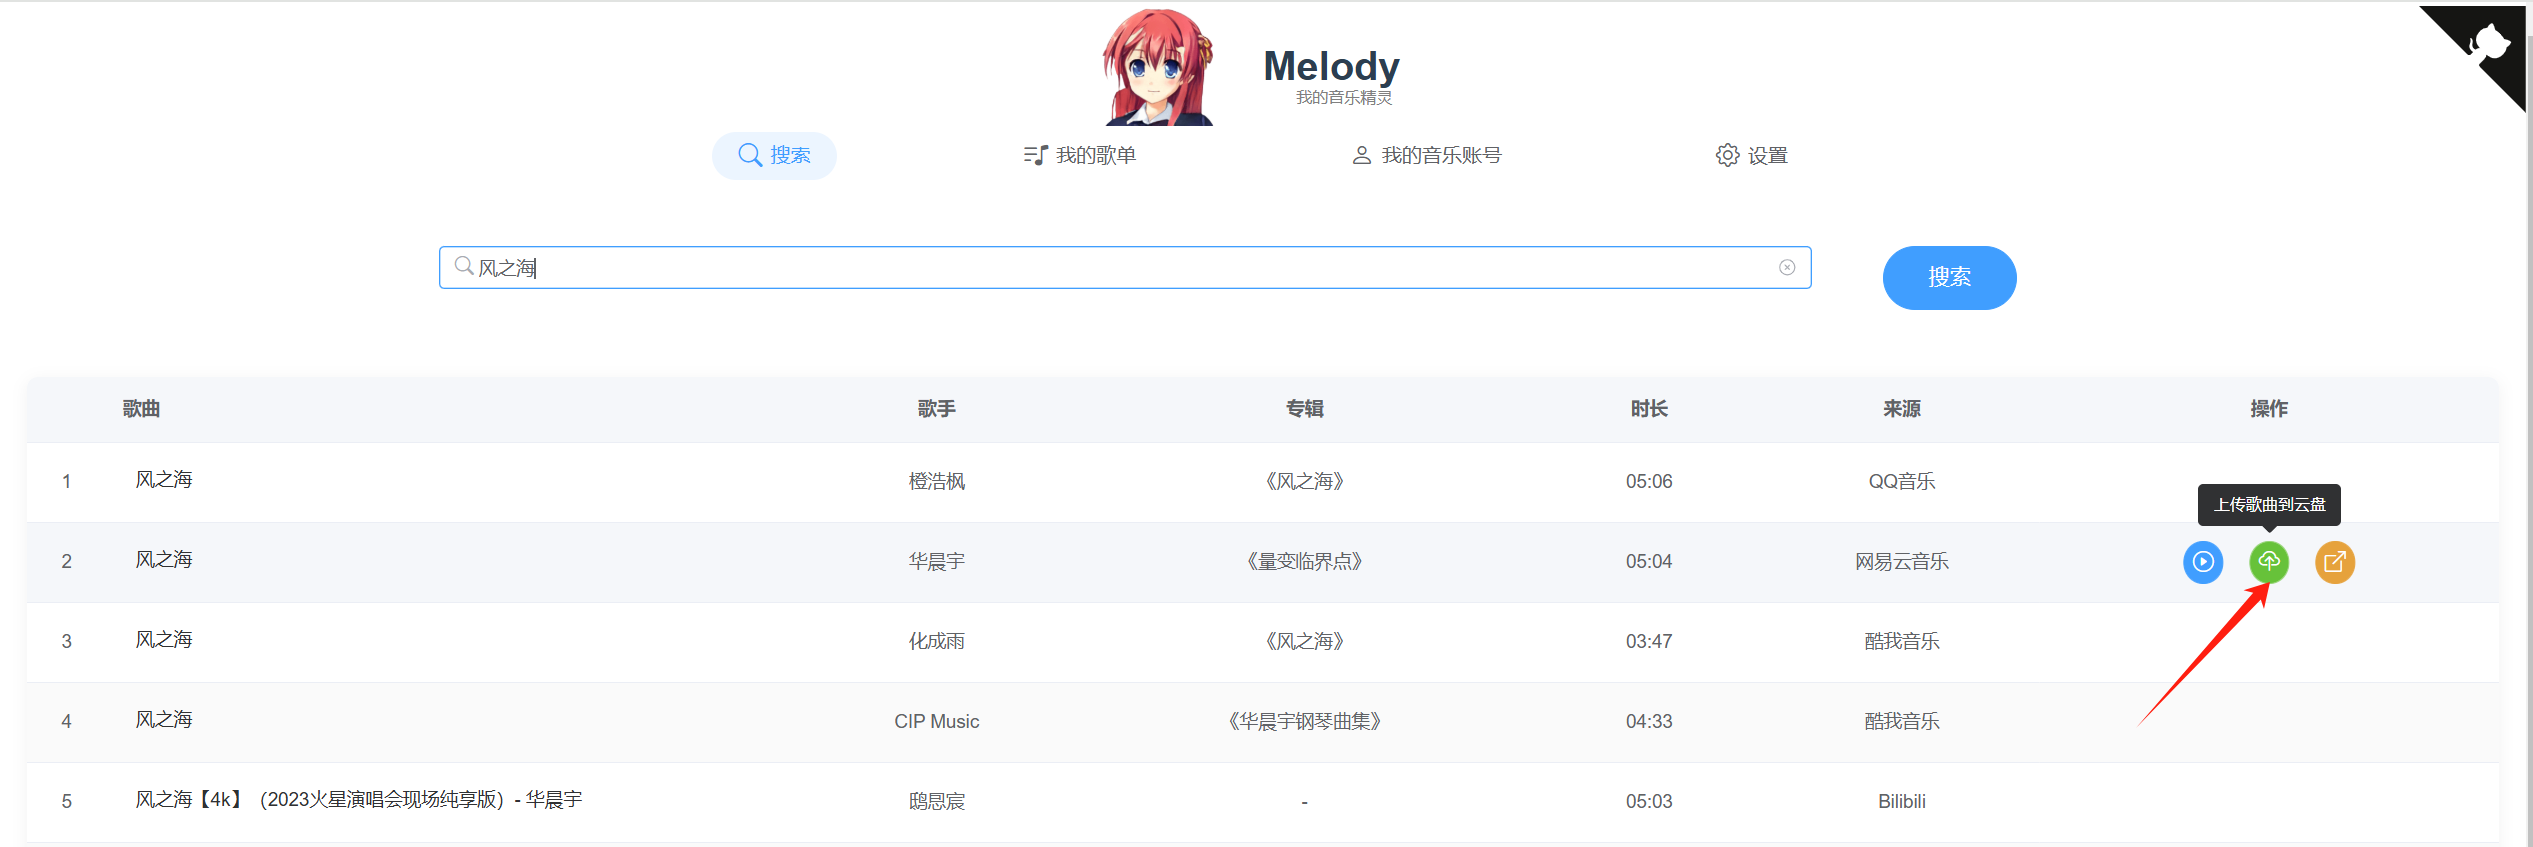 Melody
我的音乐精灵
搜索
我的歌单
我的音乐账号
设置
风之海
搜索
歌曲 歌手 专辑 时长 来源 操作
1 风之海 橙浩枫 《风之海》 05:06 QQ音乐
上传歌曲到云盘
2 风之海 华晨宇 《量变临界点》 05:04 网易云音乐
3 风之海 化成雨 《风之海》 03:47 酷我音乐
4 风之海 CIP Music 《华晨宇钢琴曲集》 04:33 酷我音乐
5 风之海【4k】（2023火星演唱会现场纯享版）- 华晨宇 鸱恖宸 - 05:03 Bilibili